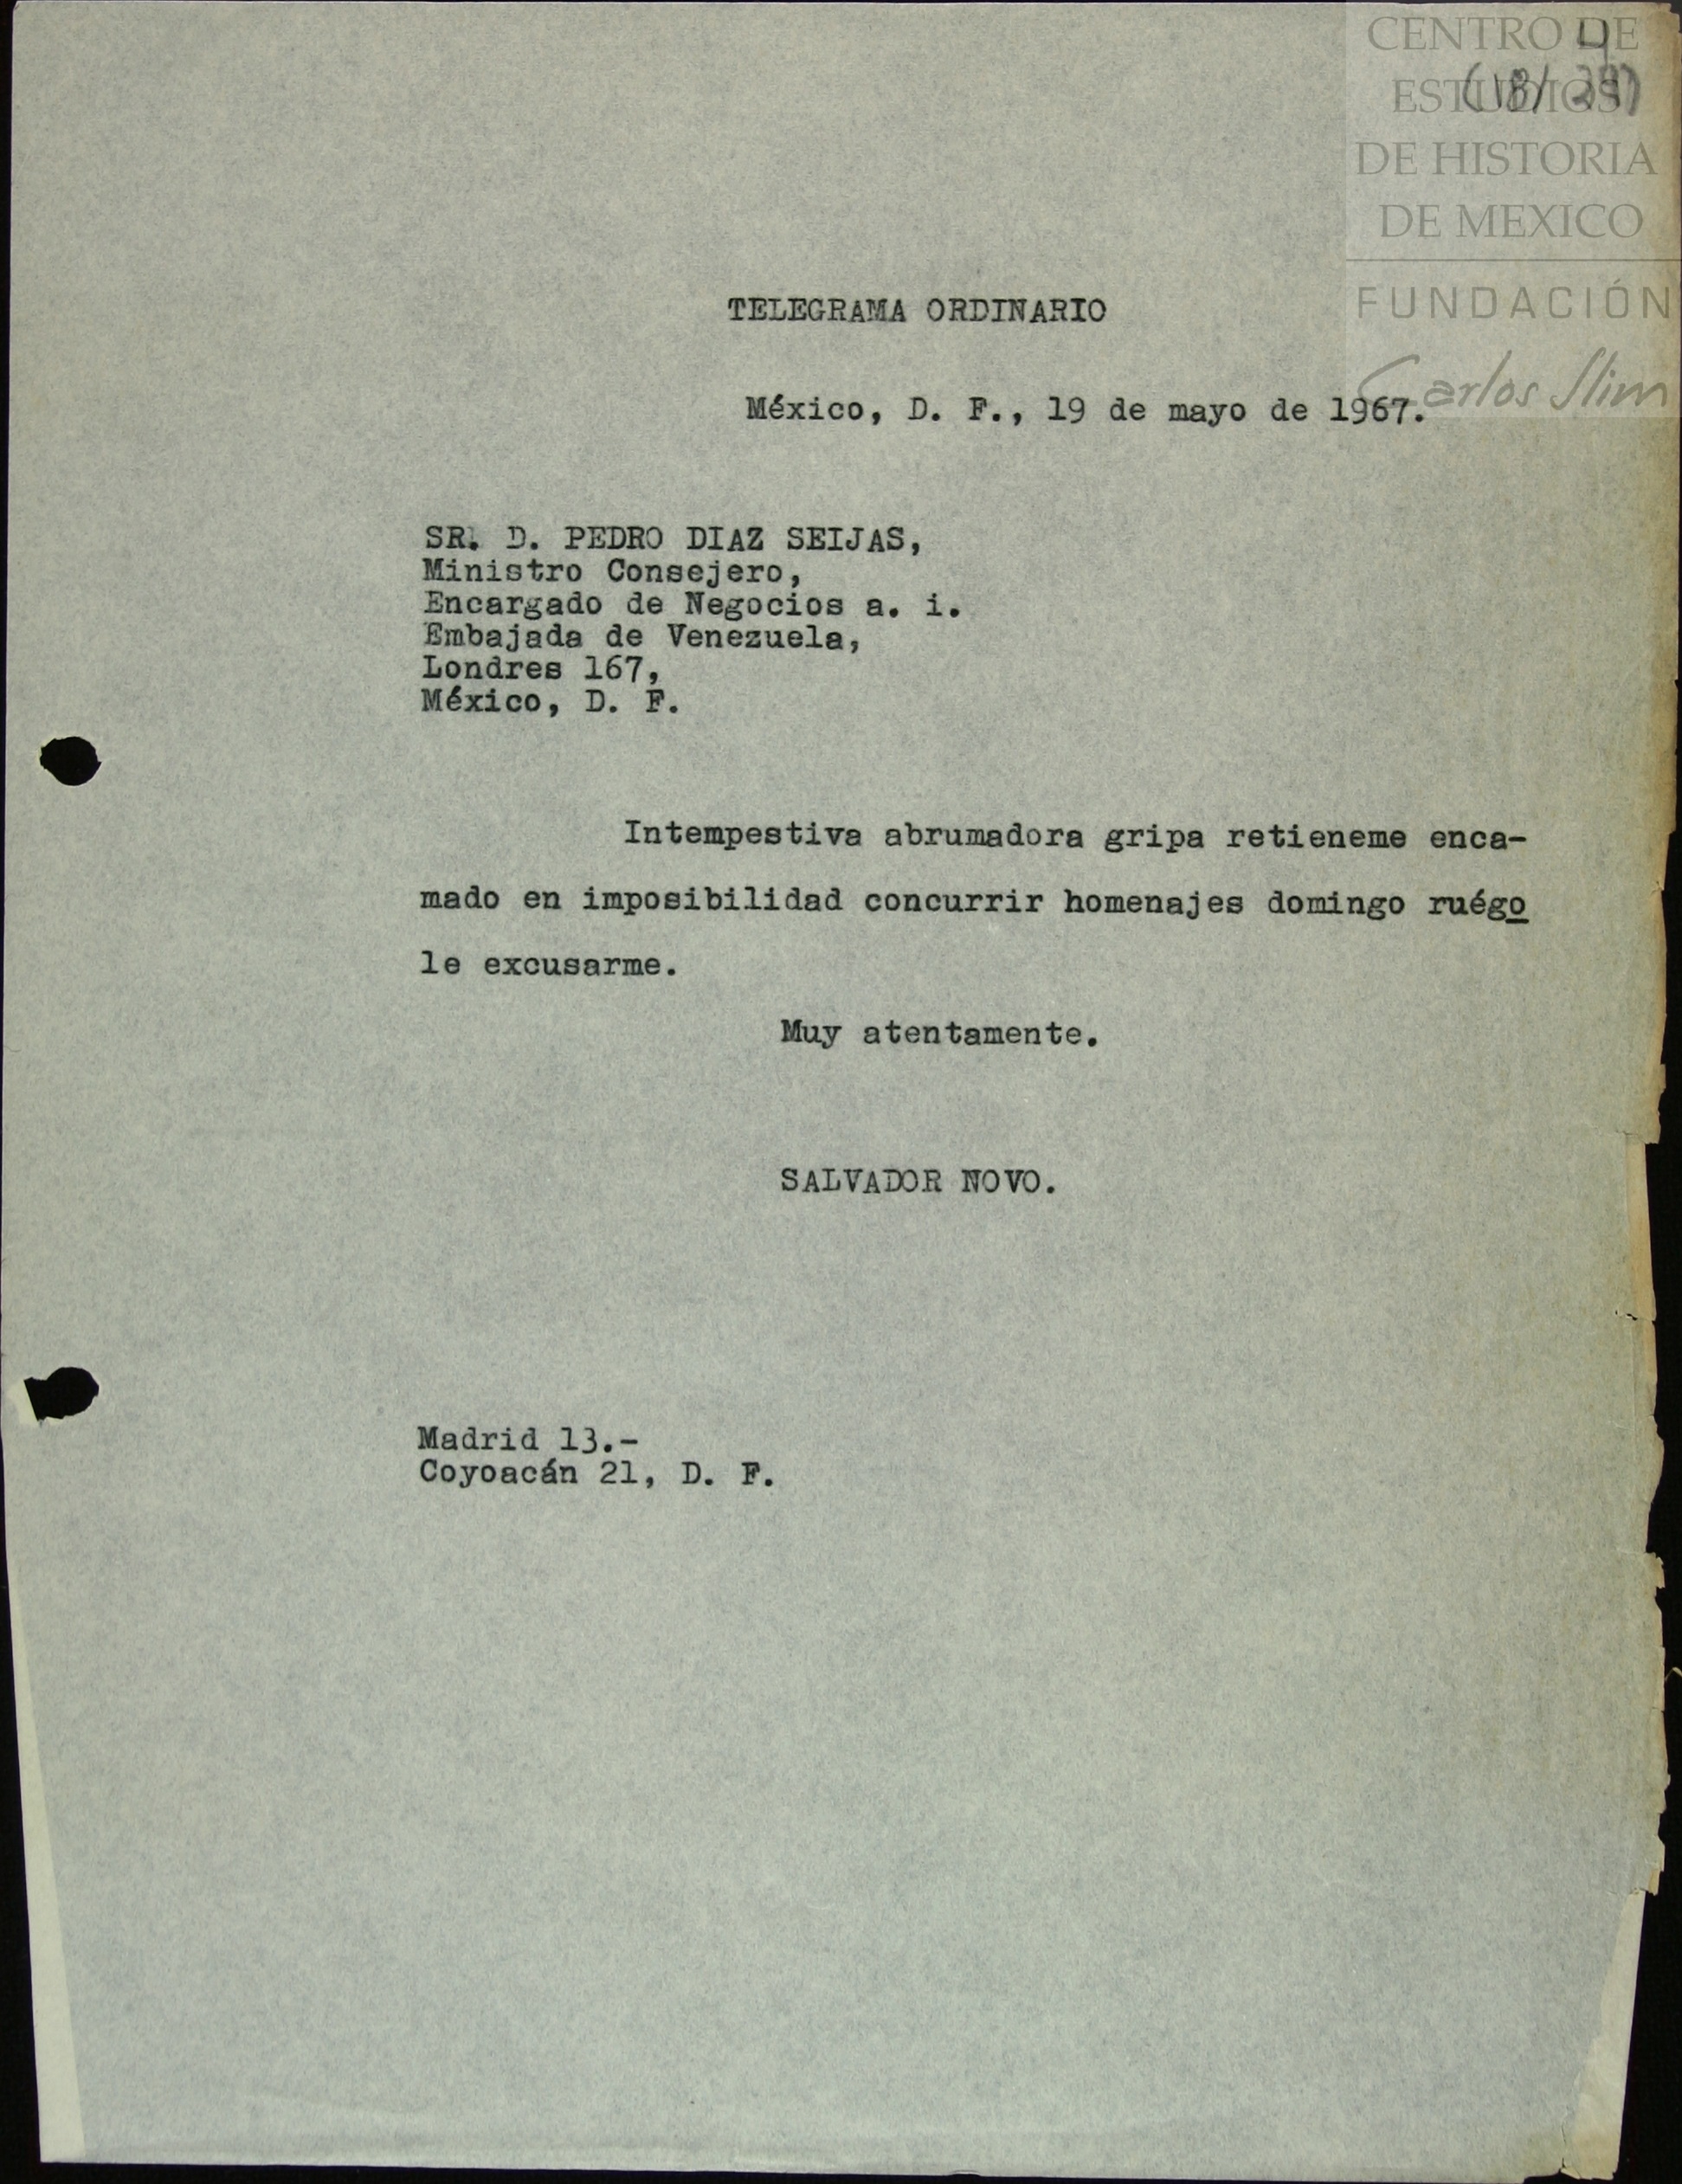 CENTRO DE
ESTUDIOS
DE HISTORIA
DE MEXICO
FUNDACIÓN
Carlos Slim
4
TELEGRAMA ORDINARIO
México, D. F., 19 de mayo de 1967.
SR. D. PEDRO DIAZ SEIJAS,
Ministro Consejero,
Encargado de Negocios a. i.
Embajada de Venezuela,
Londres 167,
México, D. F.
Intempestiva abrumadora gripa retieneme enca-
mado en imposibilidad concurrir homenajes domingo ruégo
le excusarme.
Muy atentamente.
SALVADOR NOVO.
Madrid 13.-
Coyoacán 21, D. F.